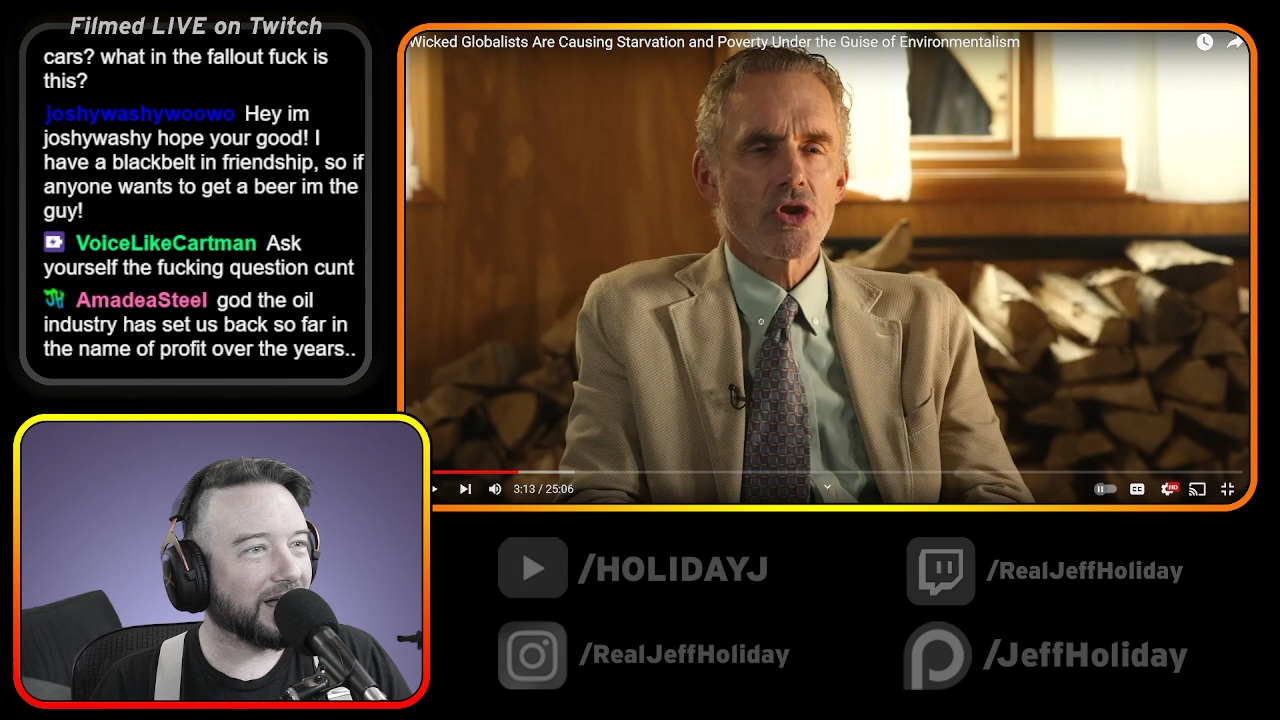 Filmed LIVE on Twitch
cars? what in the fallout fuck is
this?
joshywashywoowo Hey im
joshywashy hope your good! I
have a blackbelt in friendship, so if
anyone wants to get a beer im the
guy!
VoiceLikeCartman Ask
yourself the fucking question cunt
AmadeaSteel god the oil
industry has set us back so far in
the name of profit over the years..
Wicked Globalists Are Causing Starvation and Poverty Under the Guise of Environmentalism
3:13 / 25:06
CC
HD
/HOLIDAYJ
/RealJeffHoliday
/RealJeffHoliday
/JeffHoliday